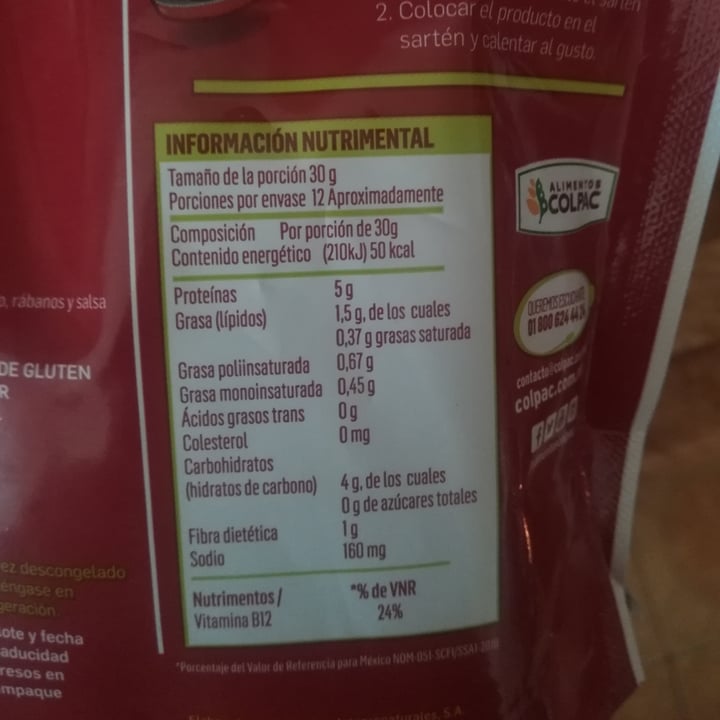 sartén
2. Colocar el producto en el
sartén y calentar al gusto.
INFORMACIÓN NUTRIMENTAL
Tamaño de la porción 30 g
Porciones por envase 12 Aproximadamente
Composición Por porción de 30g
Contenido energético (210kJ) 50 kcal
Proteínas 5 g
Grasa (lípidos) 1,5 g, de los cuales
0,37 g grasas saturada
Grasa poliinsaturada 0,67 g
Grasa monoinsaturada 0,45 g
Ácidos grasos trans 0 g
Colesterol 0 mg
Carbohidratos
(hidratos de carbono) 4 g, de los cuales
0 g de azúcares totales
Fibra dietética 1 g
Sodio 160 mg
Nutrimentos/ *% de VNR
Vitamina B12 24%
*Porcentaje del Valor de Referencia para México NOM-051-SCFI/SSA1-2010
ALIMENTOS
COLPAC
QUEREMOS ESCUCHARTE
01 800 624 44 24
colpac.com
, rábanos y salsa
DE GLUTEN
R
ez descongelado
éngase en
geración.
ote y fecha
aducidad
resos en
mpaque
S.A.